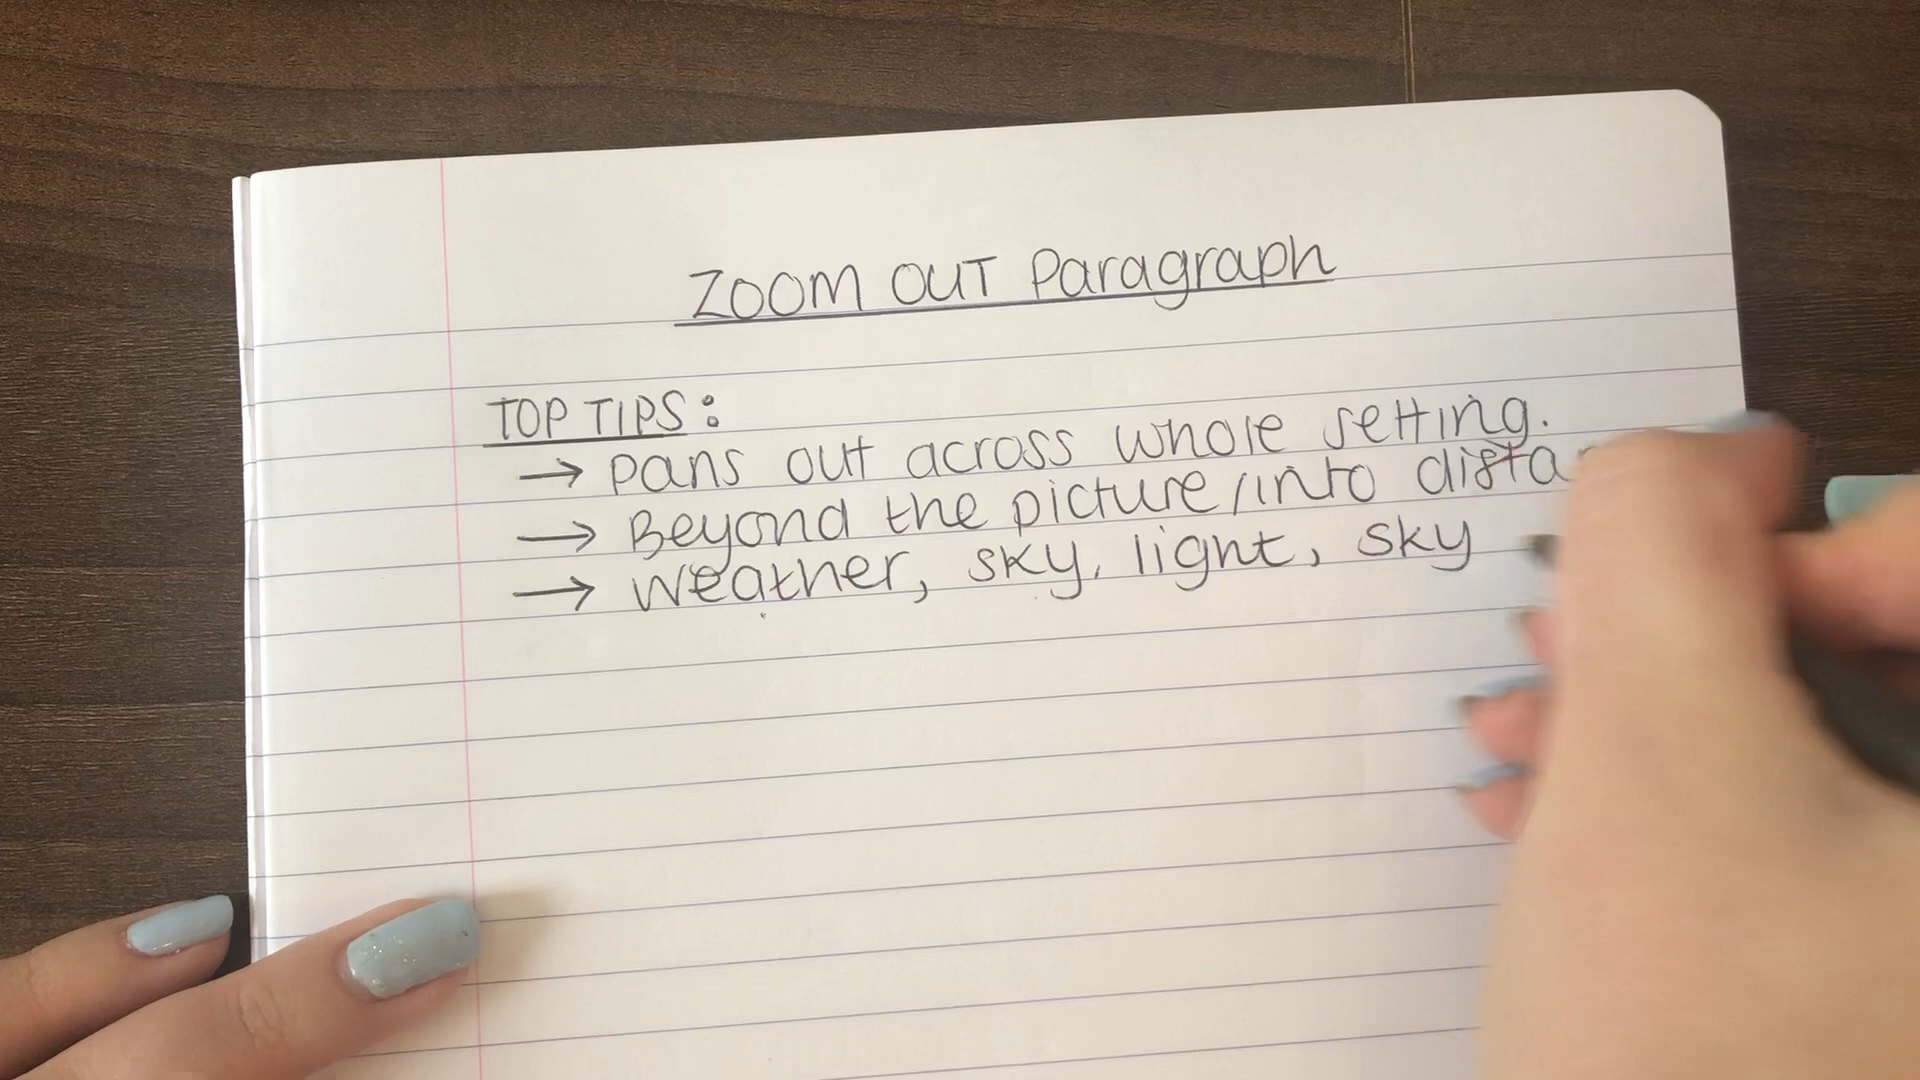 ZOOM OUT Paragraph
TOP TIPS:
→ pans out across whole setting.
→ Beyond the picture/into
→ weather, sky, light, sky